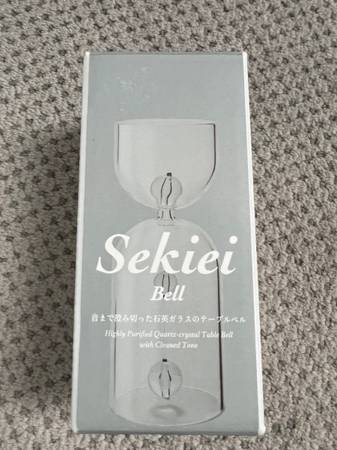 Sekiei
Bell
音まで澄み切った石英ガラスのテーブルベル
Highly Purified Quartz-crystal Table Bell
with Cleaned Tone